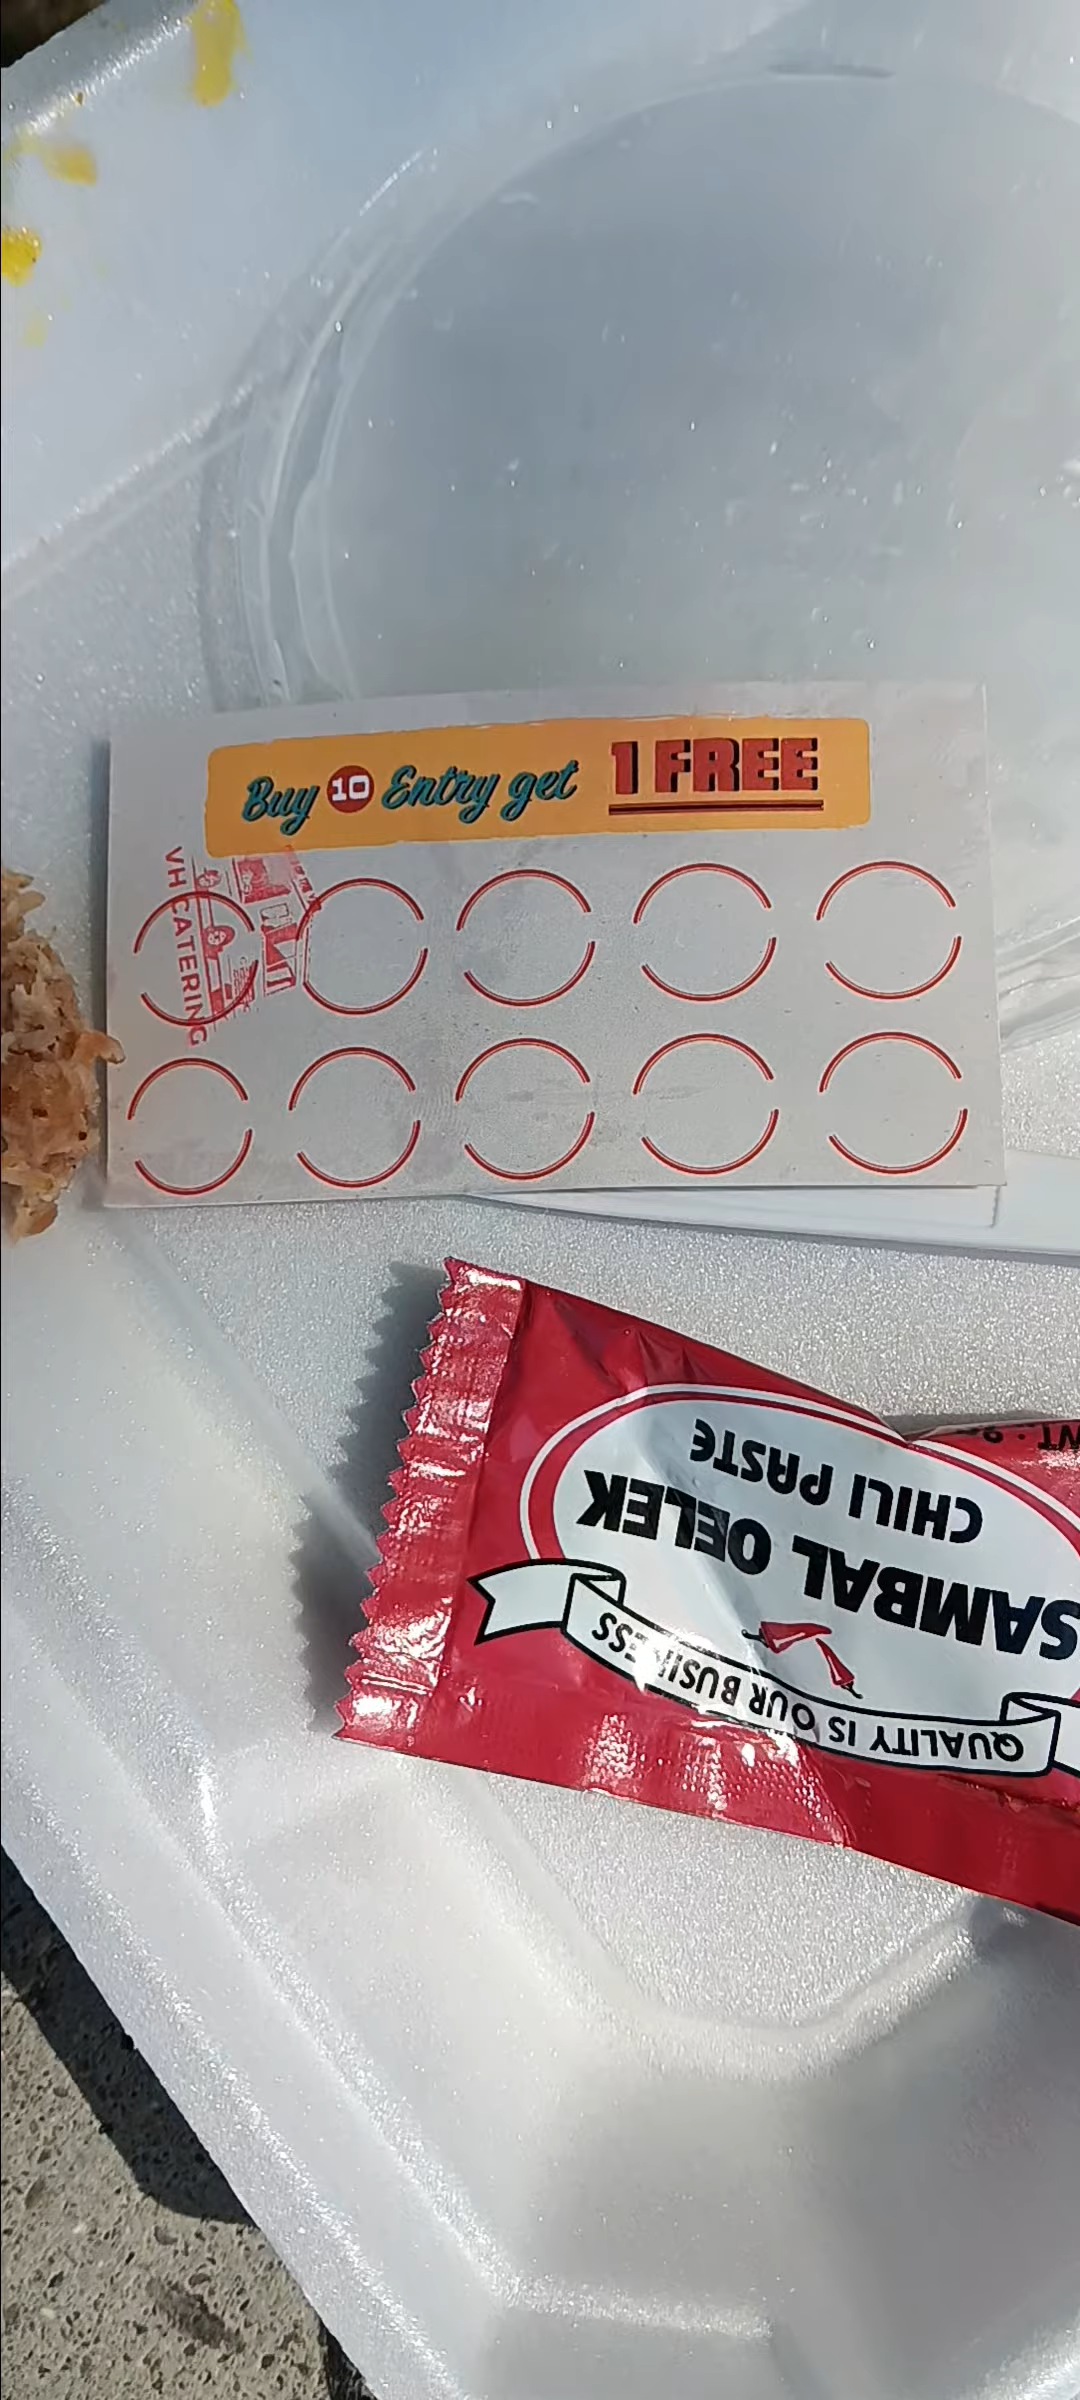 Buy 10 Entry get 1 FREE
VH CATERING
SAMBAL OELEK
CHILI PASTE
QUALITY IS OUR BUSINESS